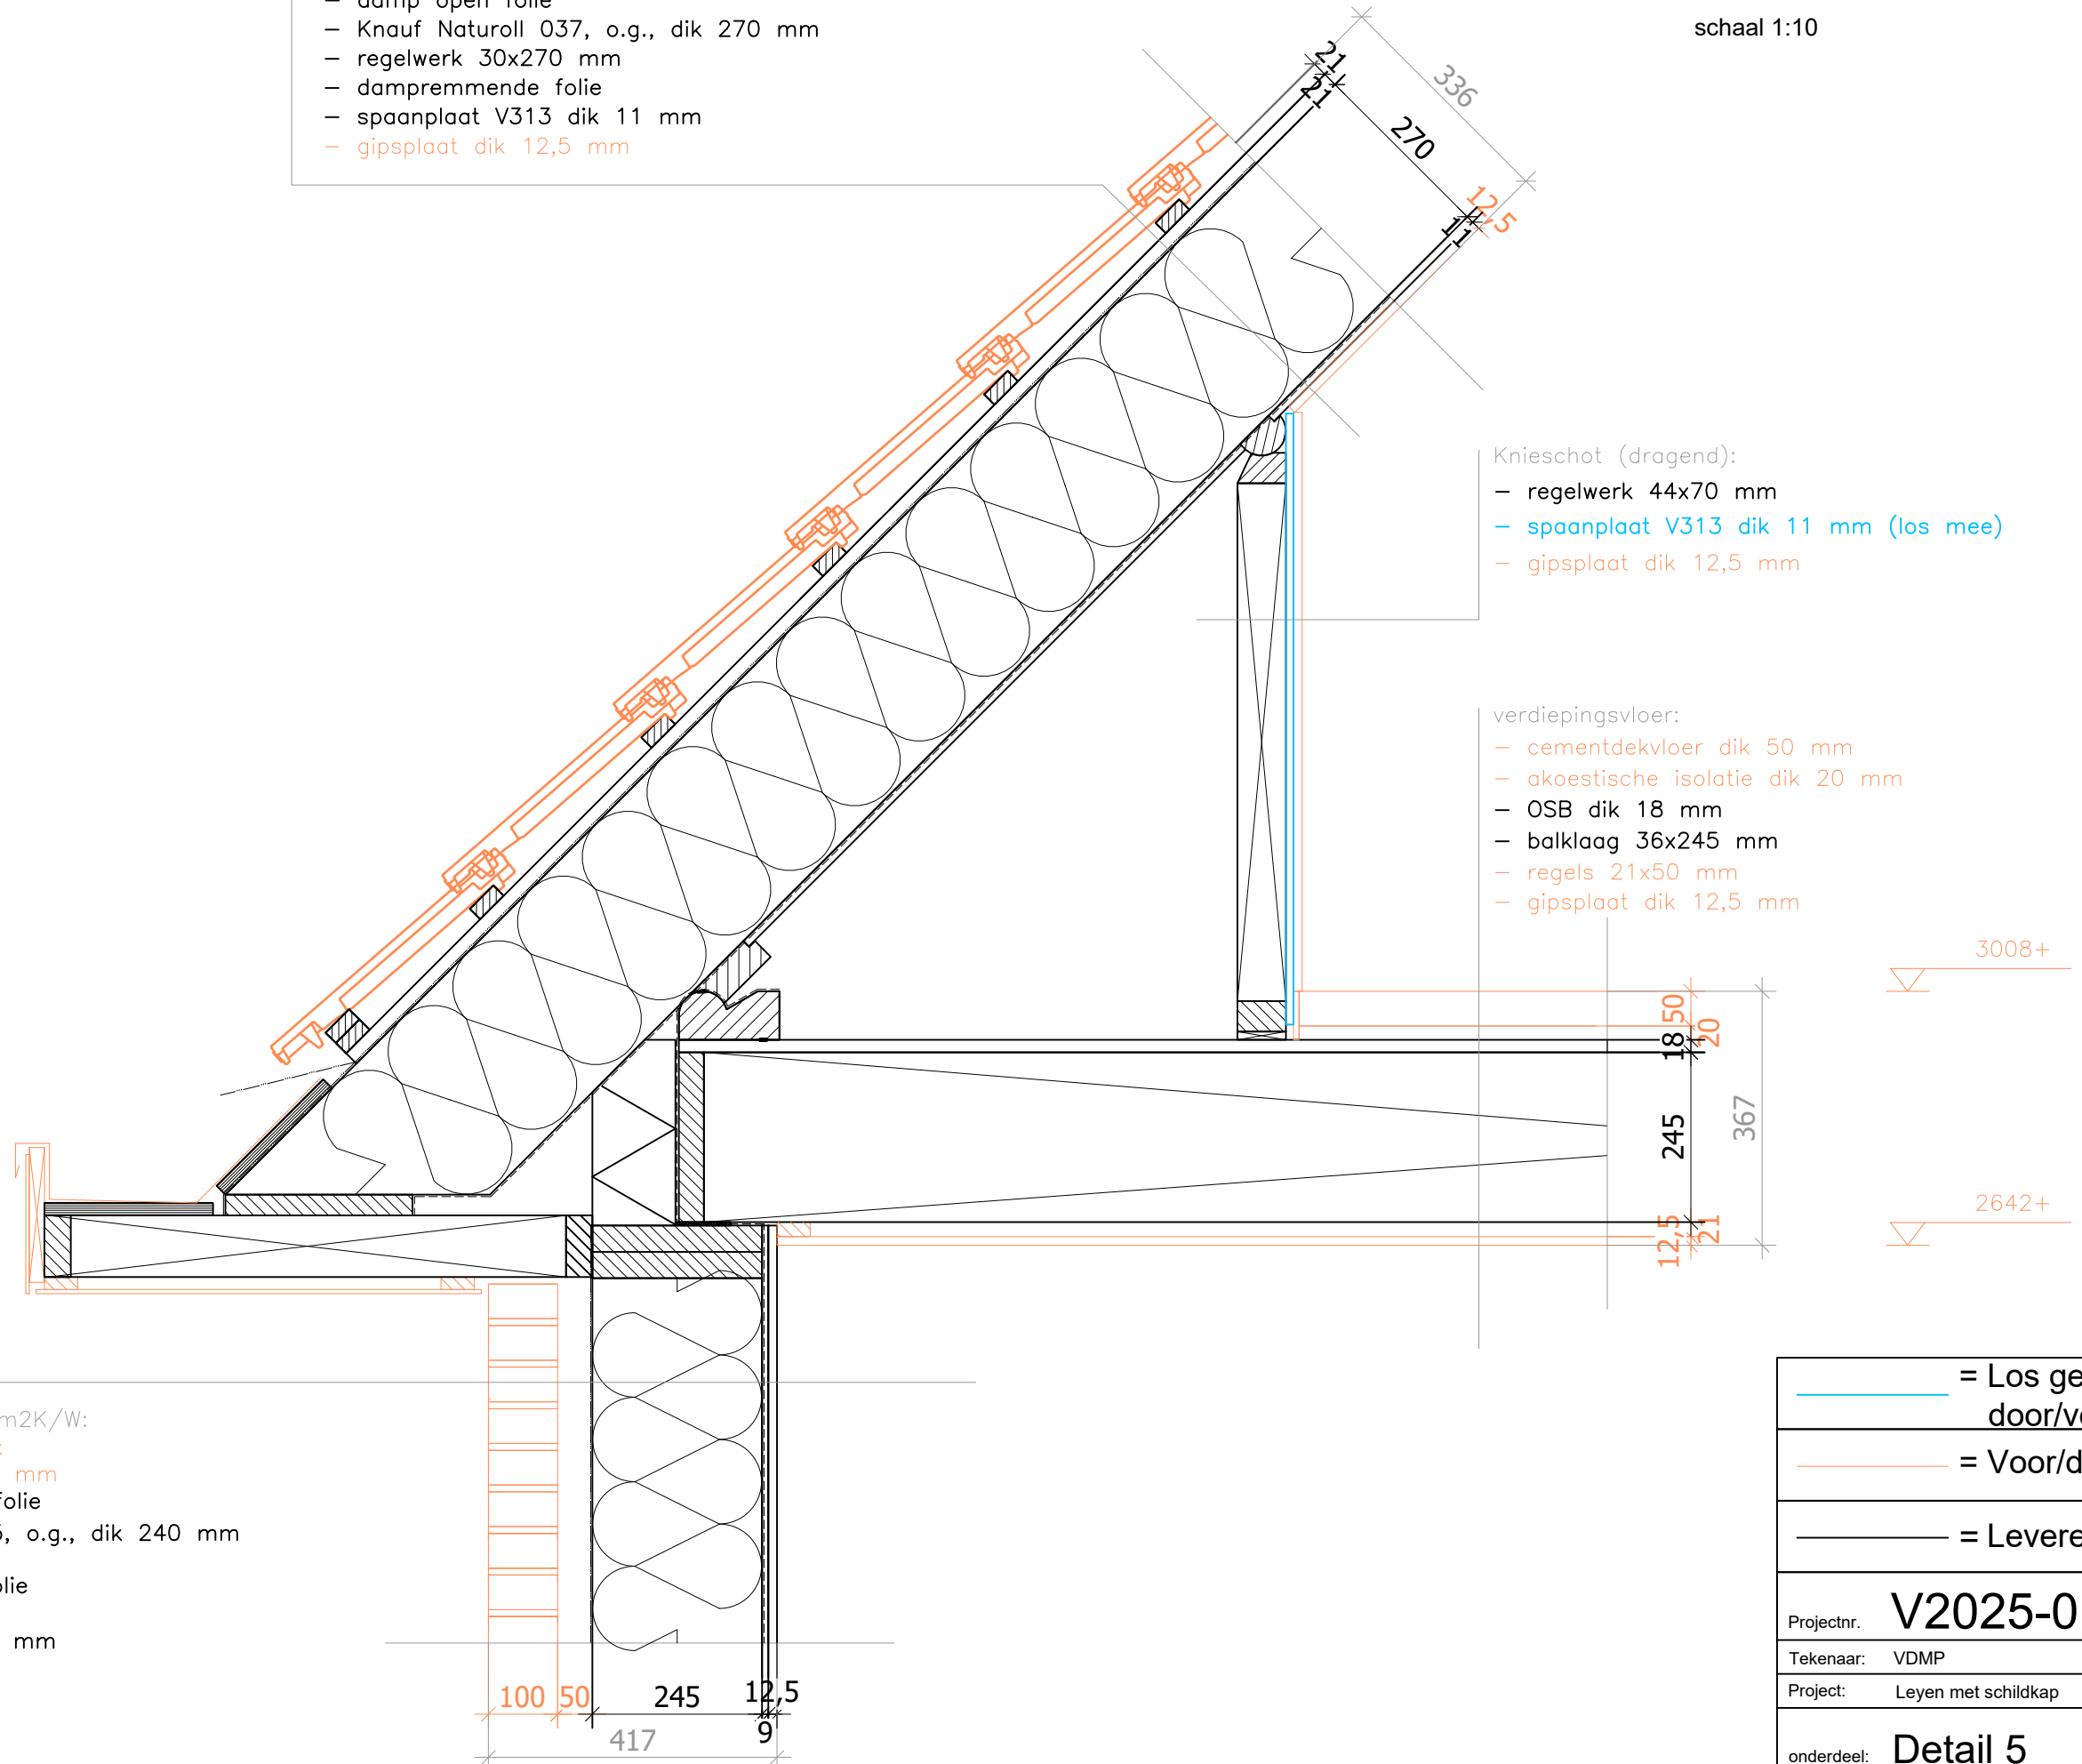 – damp open folie
– Knauf Naturoll 037, o.g., dik 270 mm
– regelwerk 30x270 mm
– dampremmende folie
– spaanplaat V313 dik 11 mm
– gipsplaat dik 12,5 mm
schaal 1:10
21
21
336
270
12,5
11
Knieschot (dragend):
– regelwerk 44x70 mm
– spaanplaat V313 dik 11 mm (los mee)
– gipsplaat dik 12,5 mm
verdiepingsvloer:
– cementdekvloer dik 50 mm
– akoestische isolatie dik 20 mm
– OSB dik 18 mm
– balklaag 36x245 mm
– regels 21x50 mm
– gipsplaat dik 12,5 mm
3008+
50
20
18
245
367
2642+
12,5
21
m2K/W:
mm
folie
, o.g., dik 240 mm
olie
mm
100 50 245 12,5
9
417
= Los ge
door/v
= Voor/d
= Levere
Projectnr. V2025-0
Tekenaar: VDMP
Project: Leyen met schildkap
onderdeel: Detail 5